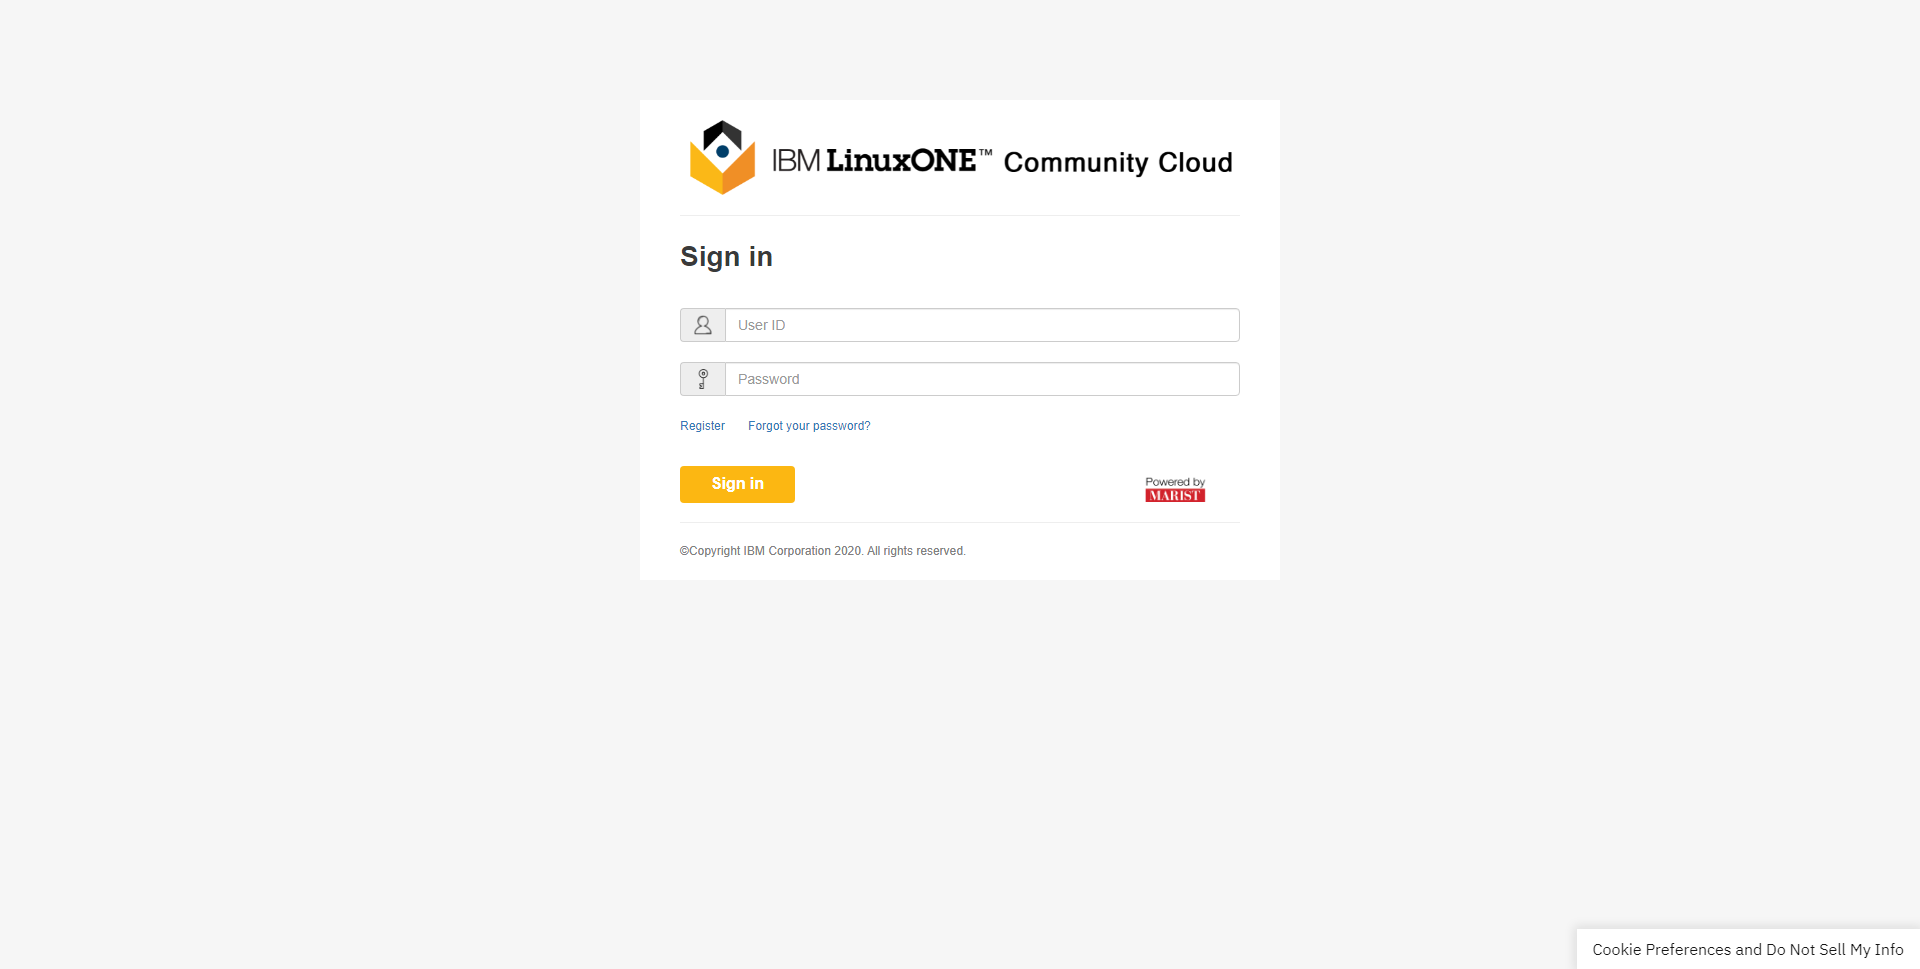 IBM LinuxONE™ Community Cloud
Sign in
User ID
Password
Register Forgot your password?
Sign in
Powered by
MARIST
©Copyright IBM Corporation 2020. All rights reserved.
Cookie Preferences and Do Not Sell My Info